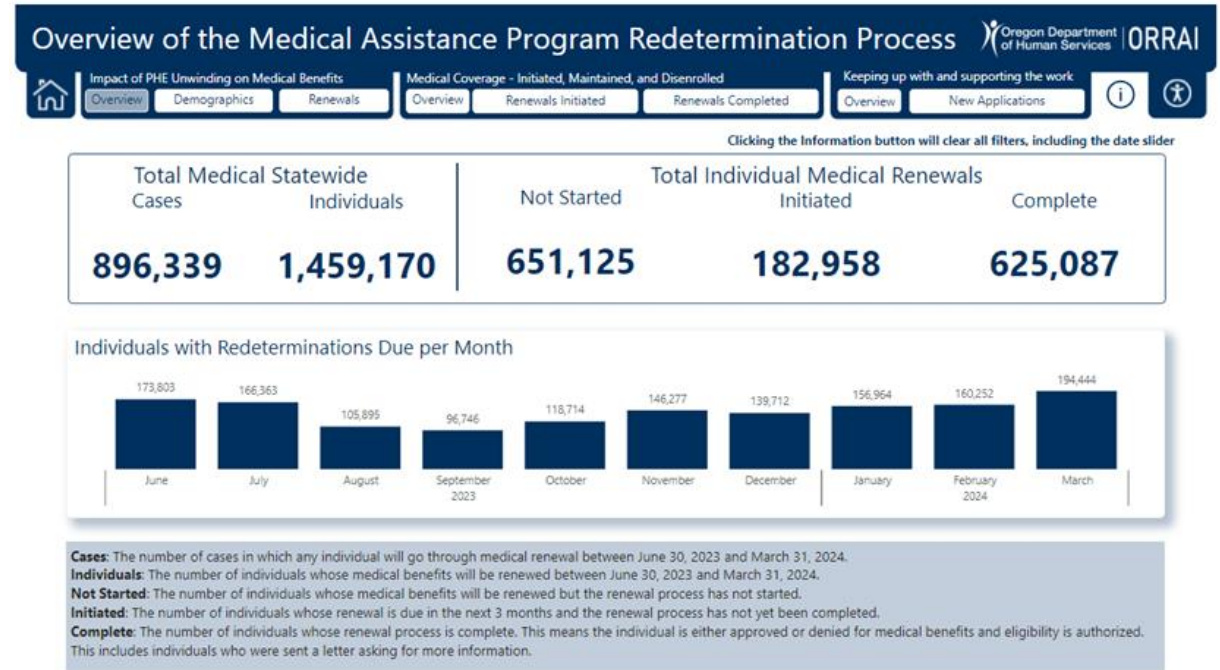 Overview of the Medical Assistance Program Redetermination Process
Oregon Department
of Human Services
ORRAI
Impact of PHE Unwinding on Medical Benefits
Overview
Demographics
Renewals
Medical Coverage - Initiated, Maintained, and Disenrolled
Overview
Renewals Initiated
Renewals Completed
Keeping up with and supporting the work
Overview
New Applications
i
Clicking the Information button will clear all filters, including the date slider
Total Medical Statewide
Cases
Individuals
896,339
1,459,170
Total Individual Medical Renewals
Not Started
Initiated
Complete
651,125
182,958
625,087
Individuals with Redeterminations Due per Month
173,803
166,363
105,895
96,746
118,714
146,277
139,712
156,964
160,252
194,444
June
July
August
September
October
November
December
January
February
March
2023
2024
Cases: The number of cases in which any individual will go through medical renewal between June 30, 2023 and March 31, 2024.
Individuals: The number of individuals whose medical benefits will be renewed between June 30, 2023 and March 31, 2024.
Not Started: The number of individuals whose medical benefits will be renewed but the renewal process has not started.
Initiated: The number of individuals whose renewal is due in the next 3 months and the renewal process has not yet been completed.
Complete: The number of individuals whose renewal process is complete. This means the individual is either approved or denied for medical benefits and eligibility is authorized.
This includes individuals who were sent a letter asking for more information.